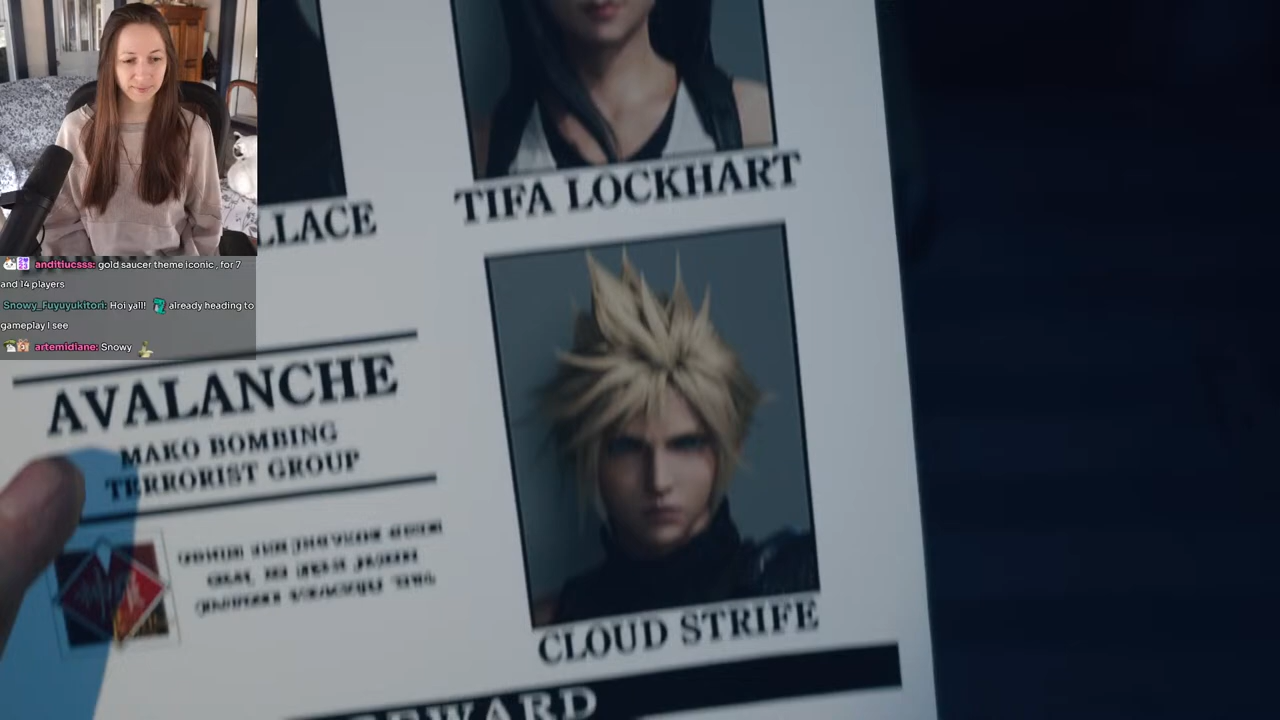 anditiucsss: gold saucer theme iconic , for 7
and 14 players
Snowy_Fuyuyukitori: Hoi yall! already heading to
gameplay I see
artemidiane: Snowy
LLACE
TIFA LOCKHART
AVALANCHE
MAKO BOMBING
TERRORIST GROUP
CLOUD STRIFE
REWARD